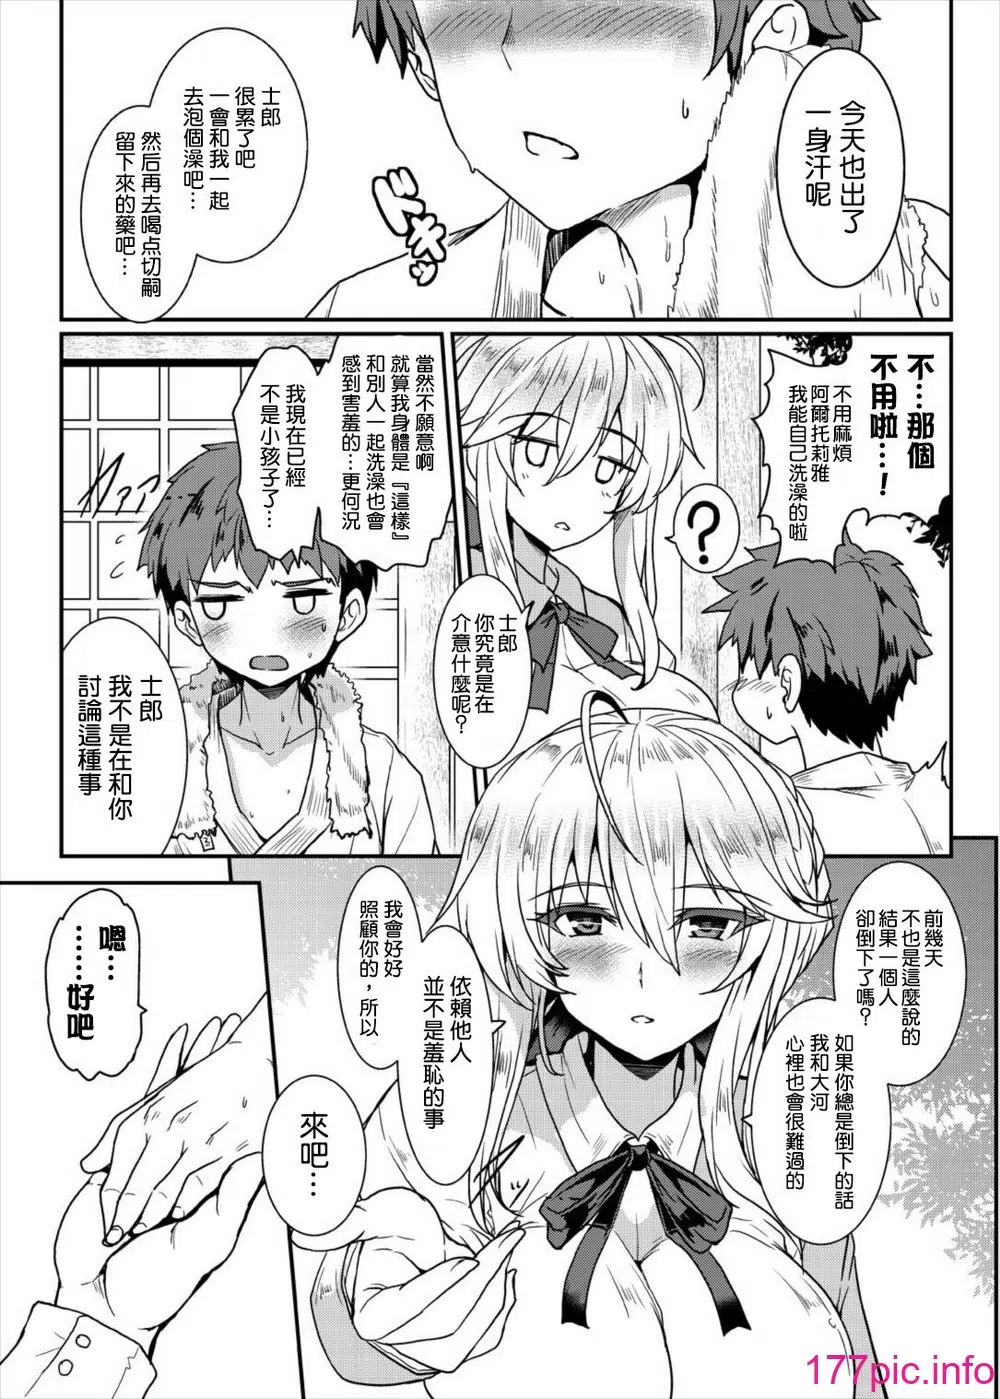 今天也出了
一身汗呢
士郎
很累了吧
一會和我一起
去泡個澡吧…
然后再去喝点切嗣
留下來的藥吧…
ドキッ
不…那個
不用啦…！
不用麻煩
阿爾托莉雅
我能自己洗澡的啦
？
士郎
你究竟是在
介意什麼呢？
當然不願意啊
就算我身體是『這樣』
和別人一起洗澡也會
感到害羞的…更何況
我現在已經
不是小孩子了…
カァァ
士郎
我不是在和你
討論這種事
前幾天
不也是這麼說的
結果一個人
卻倒下了嗎？
如果你總是倒下的話
我和大河
心裡也會很難過的
依賴他人
並不是羞恥的事
我會好好
照顧你的，所以
來吧…
嗯…
……好吧
177pic.info